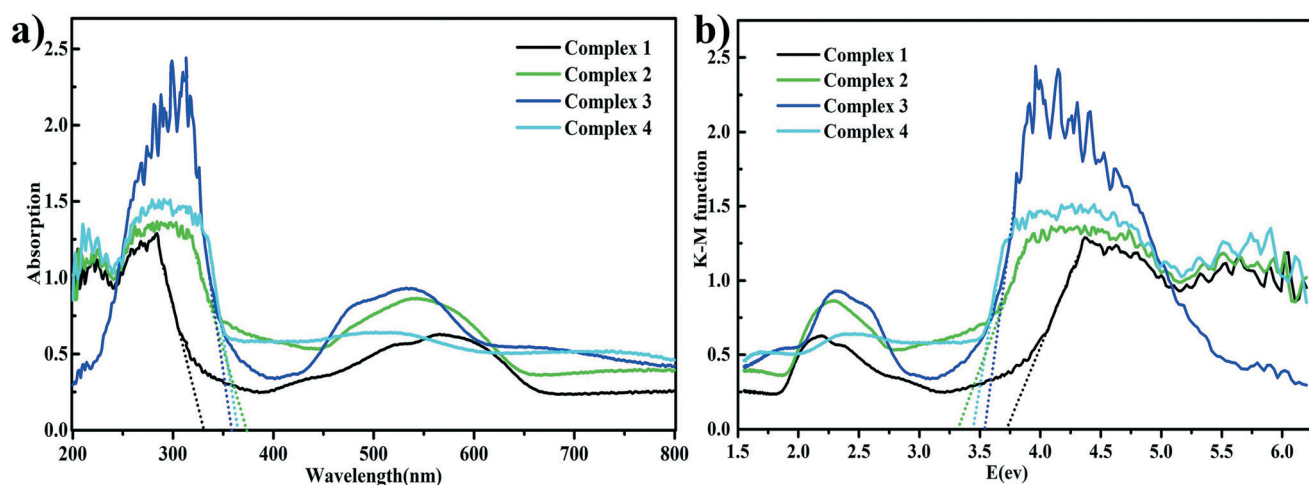 a)
Absorption
2.5
2.0
1.5
1.0
0.5
0.0
Complex 1
Complex 2
Complex 3
Complex 4
200 300 400 500 600 700 800
Wavelength(nm)
b)
K-M function
2.5
2.0
1.5
1.0
0.5
0.0
Complex 1
Complex 2
Complex 3
Complex 4
1.5 2.0 2.5 3.0 3.5 4.0 4.5 5.0 5.5 6.0
E(ev)